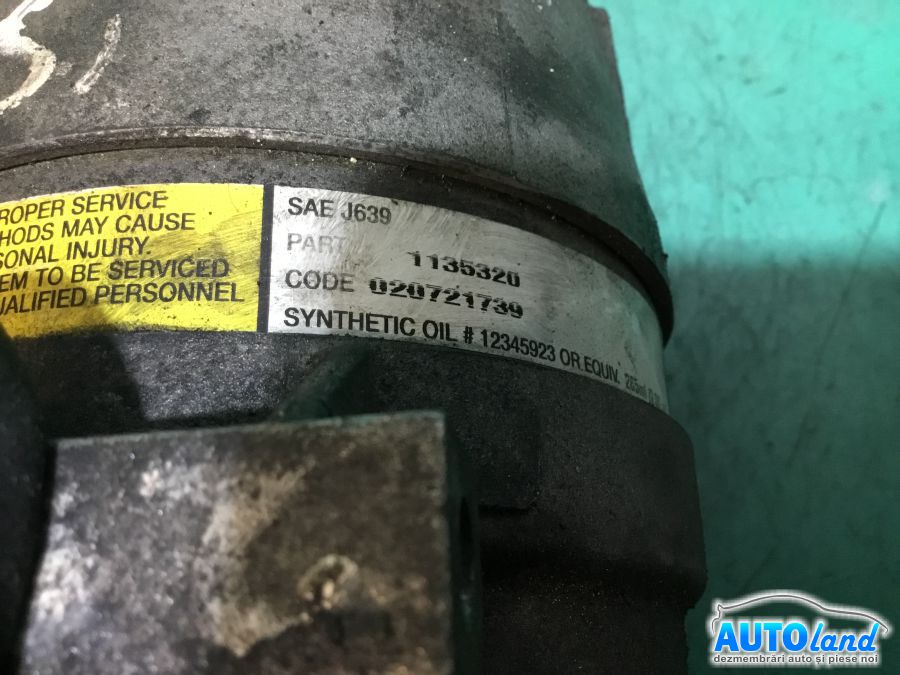 ROPER SERVICE
HODS MAY CAUSE
SONAL INJURY.
EM TO BE SERVICED
UALIFIED PERSONNEL
SAE J639
PART 1135320
CODE 020721739
SYNTHETIC OIL # 12345923 OR EQUIV.
AUTOland
dezmembrări auto și piese noi